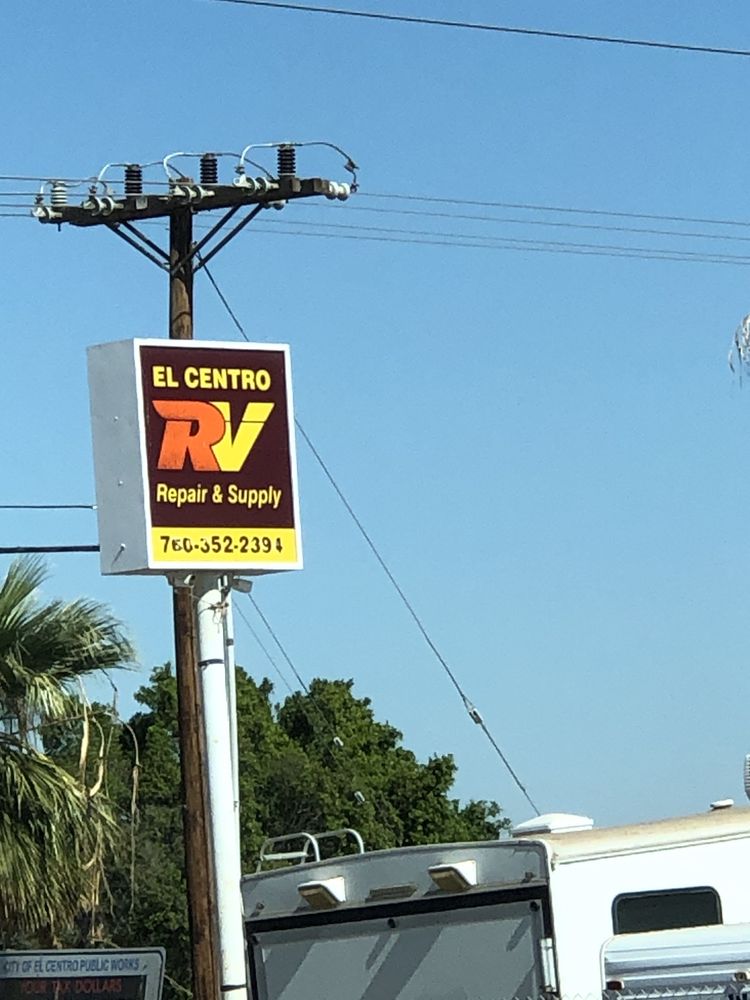 EL CENTRO
RV
Repair & Supply
760-352-2394
CITY OF EL CENTRO PUBLIC WORKS
YOUR TAX DOLLARS